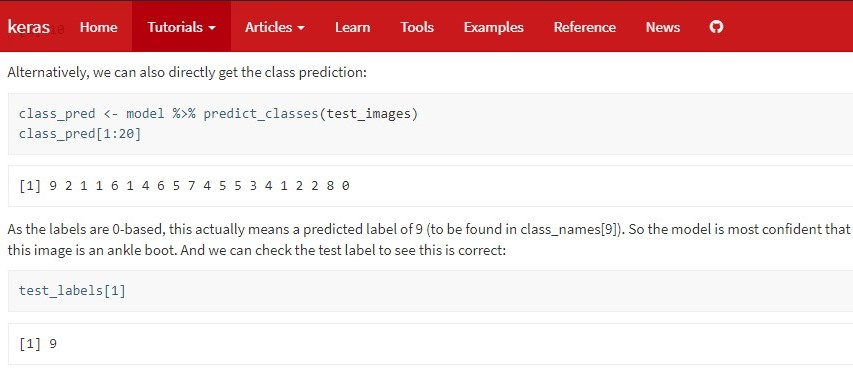 keras Home Tutorials Articles Learn Tools Examples Reference News
Alternatively, we can also directly get the class prediction:
class_pred <- model %>% predict_classes(test_images)
class_pred[1:20]
[1] 9 2 1 1 6 1 4 6 5 7 4 5 5 3 4 1 2 2 8 0
As the labels are 0-based, this actually means a predicted label of 9 (to be found in class_names[9]). So the model is most confident that
this image is an ankle boot. And we can check the test label to see this is correct:
test_labels[1]
[1] 9